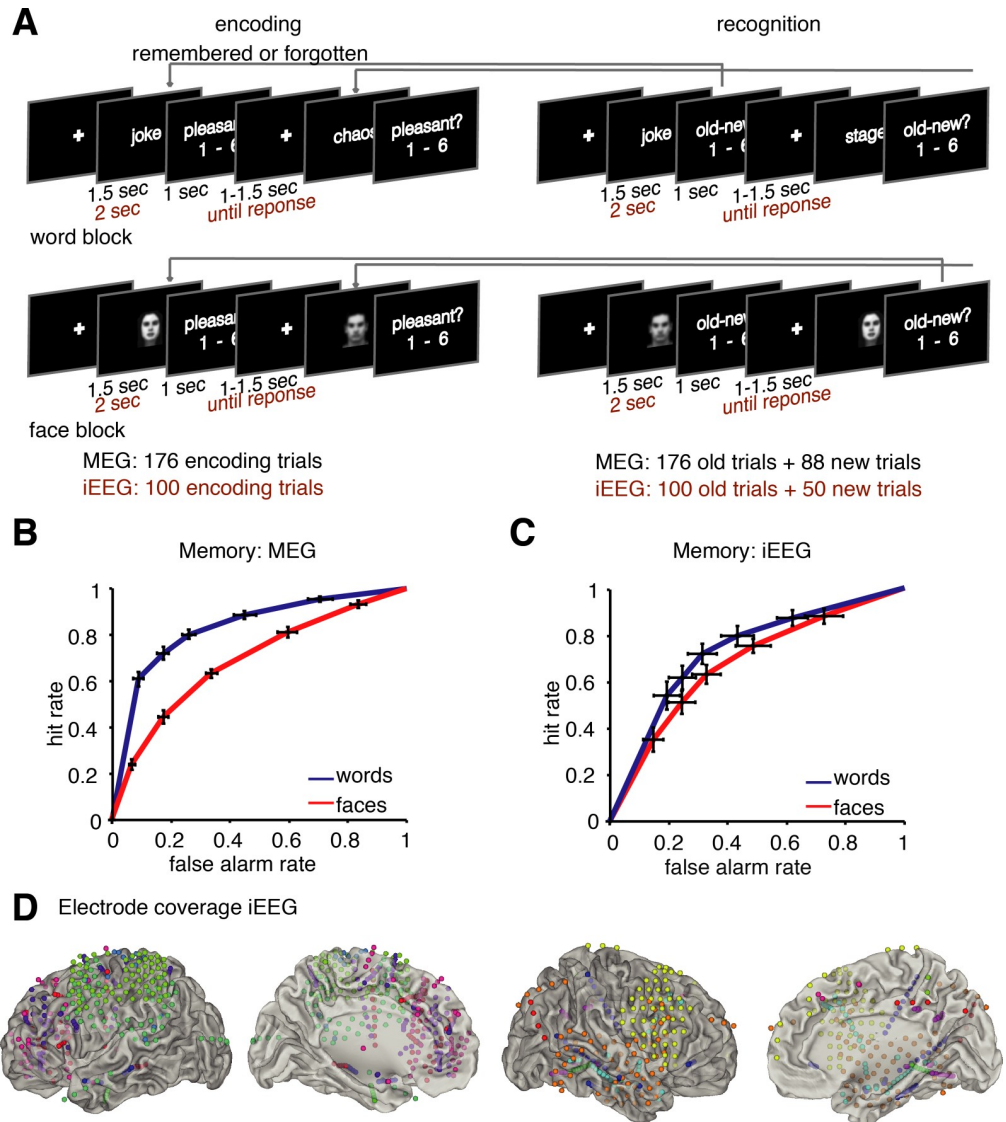 A
encoding
recognition
remembered or forgotten
+
joke
pleasant?
1 - 6
+
chaos
pleasant?
1 - 6
+
joke
old-new
1 - 6
+
stage
old-new?
1 - 6
1.5 sec
1 sec
1-1.5 sec
2 sec
until reponse
1.5 sec
1 sec
1-1.5 sec
2 sec
until reponse
word block
+
pleasa
1 - 6
+
pleasant?
1 - 6
+
old-new
1 - 6
+
old-new?
1 - 6
1.5 sec
1 sec
1-1.5 sec
2 sec
until reponse
1.5 sec
1 sec
1-1.5 sec
2 sec
until reponse
face block
MEG: 176 encoding trials
iEEG: 100 encoding trials
MEG: 176 old trials + 88 new trials
iEEG: 100 old trials + 50 new trials
B
Memory: MEG
hit rate
1
0.8
0.6
0.4
0.2
0
0 0.2 0.4 0.6 0.8 1
false alarm rate
words
faces
C
Memory: iEEG
hit rate
1
0.8
0.6
0.4
0.2
0
0 0.2 0.4 0.6 0.8 1
false alarm rate
words
faces
D
Electrode coverage iEEG